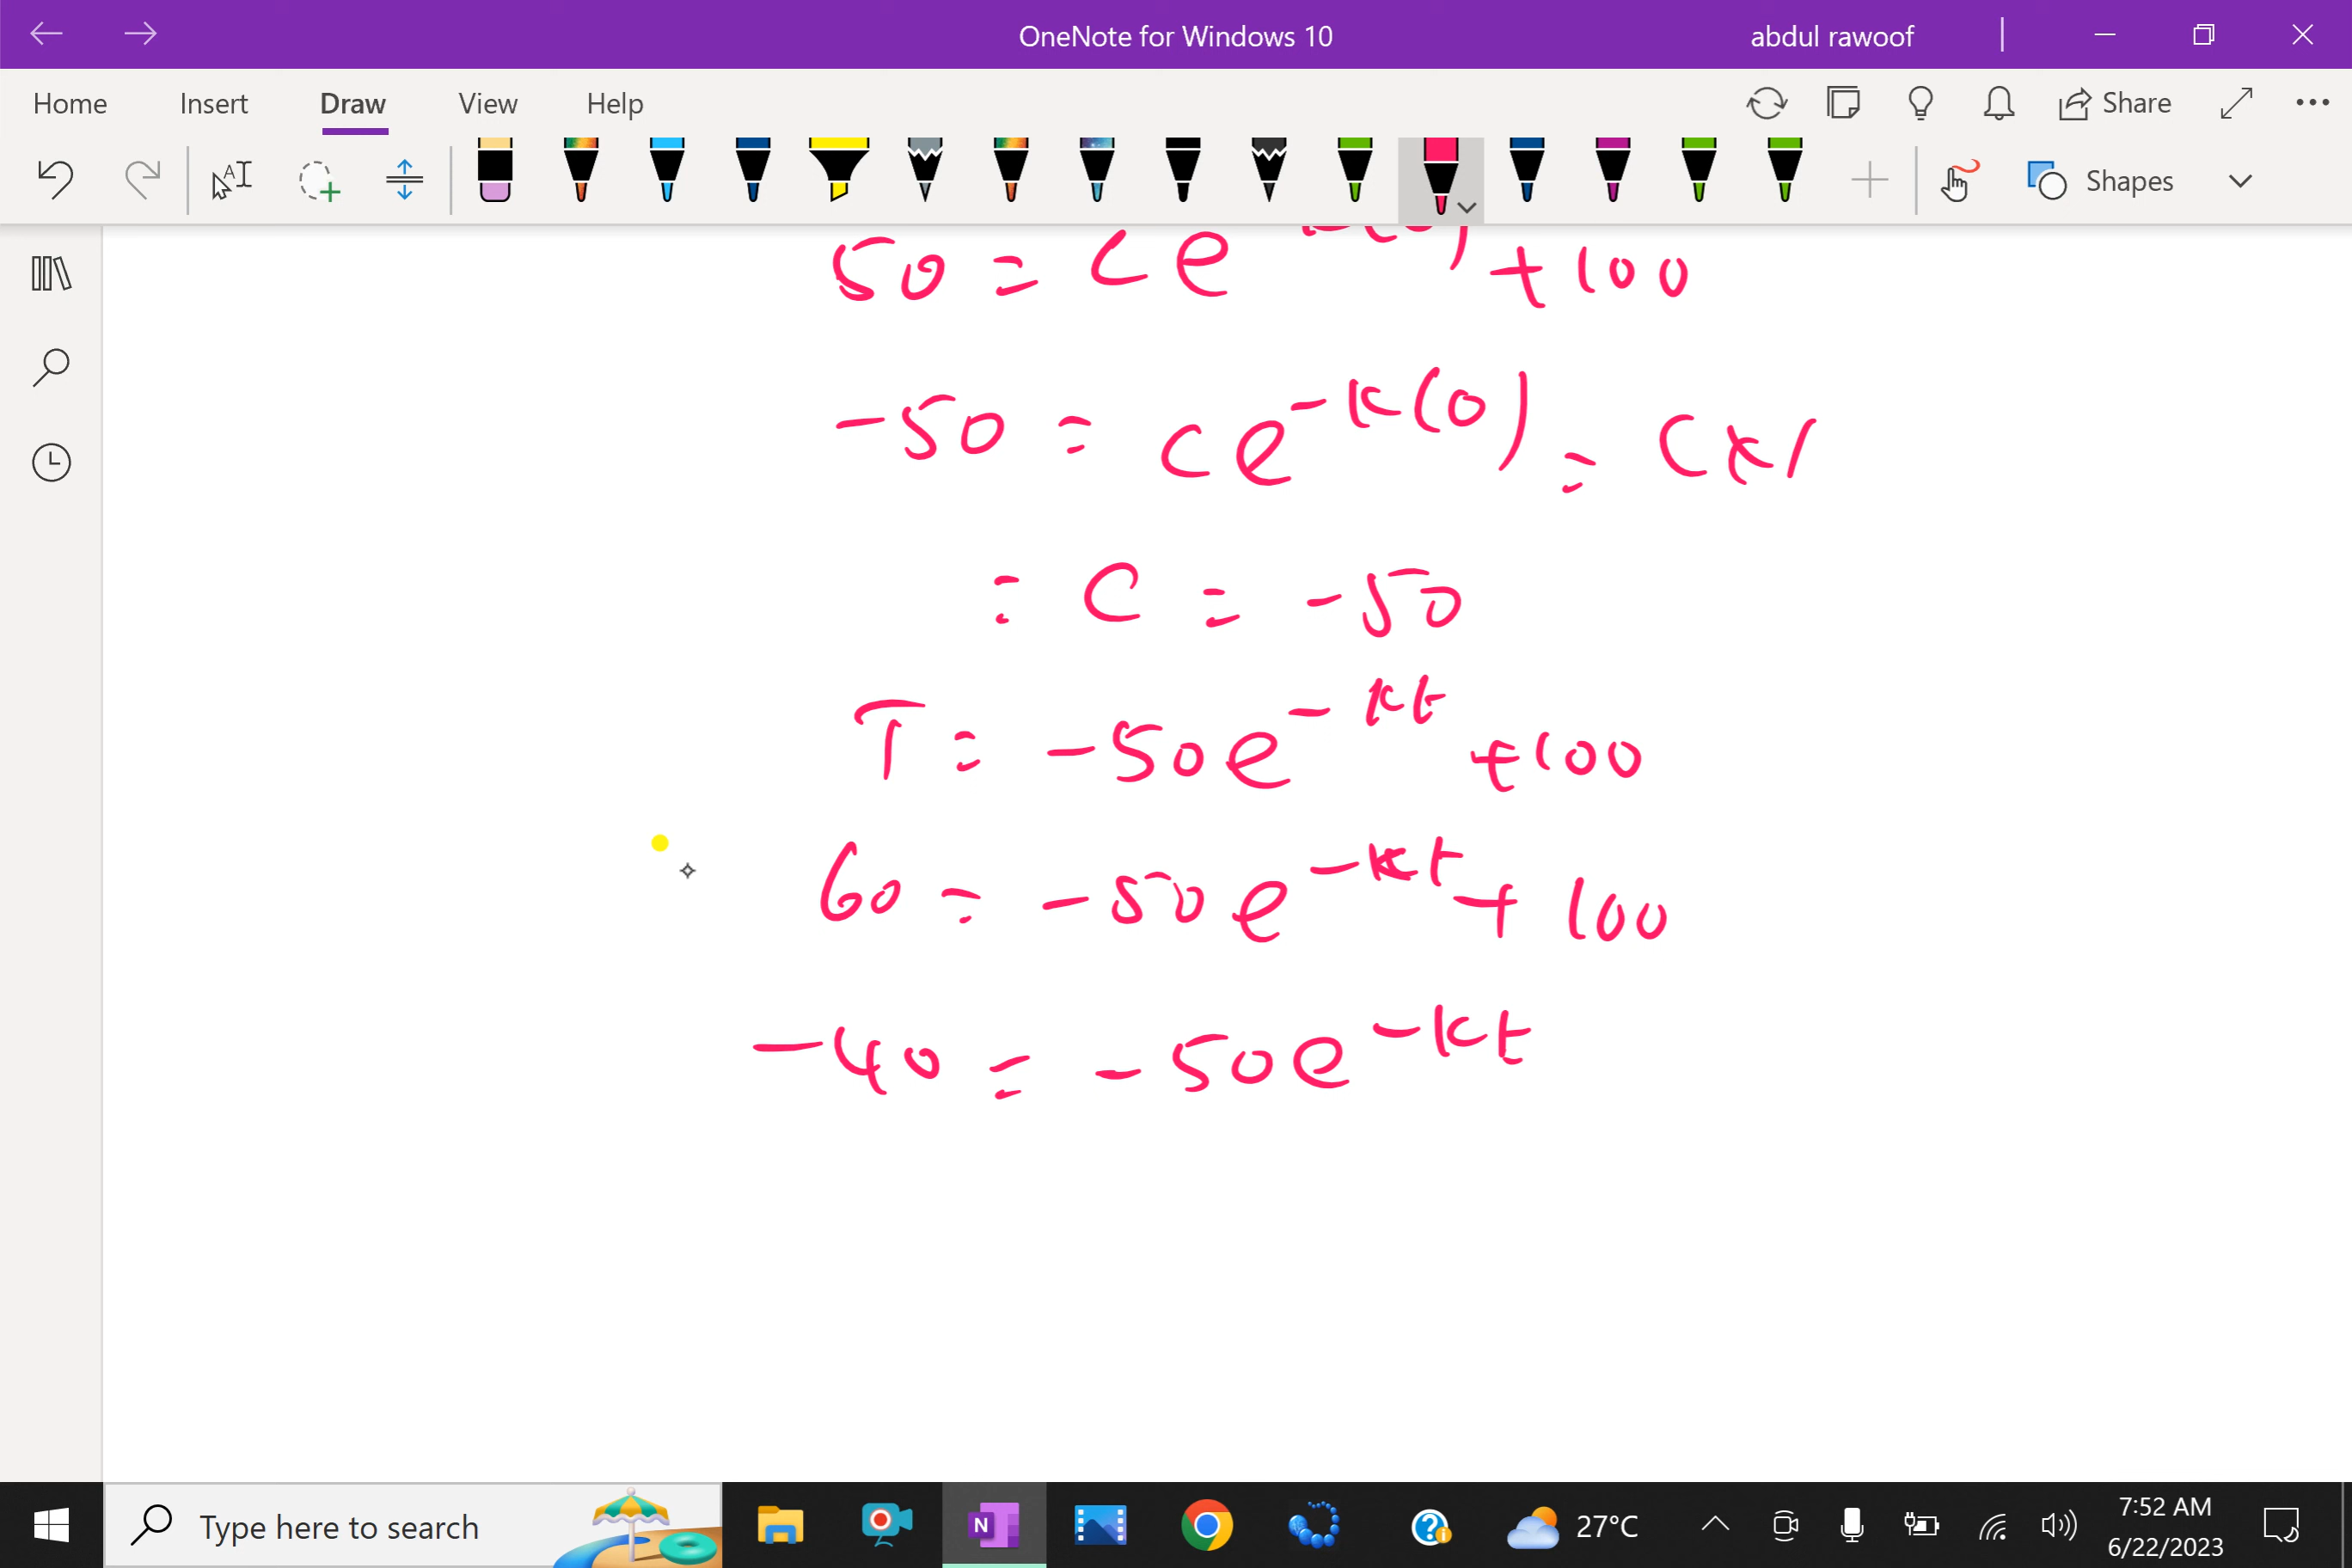 OneNote for Windows 10
abdul rawoof
Home Insert Draw View Help
Share
Shapes
50 = Ce^-K(0) + 100
-50 = Ce^-K(0) = C×1
= C = -50
T = -50e^-Kt + 100
60 = -50e^-Kt + 100
-40 = -50e^-Kt
Type here to search
27°C
7:52 AM
6/22/2023